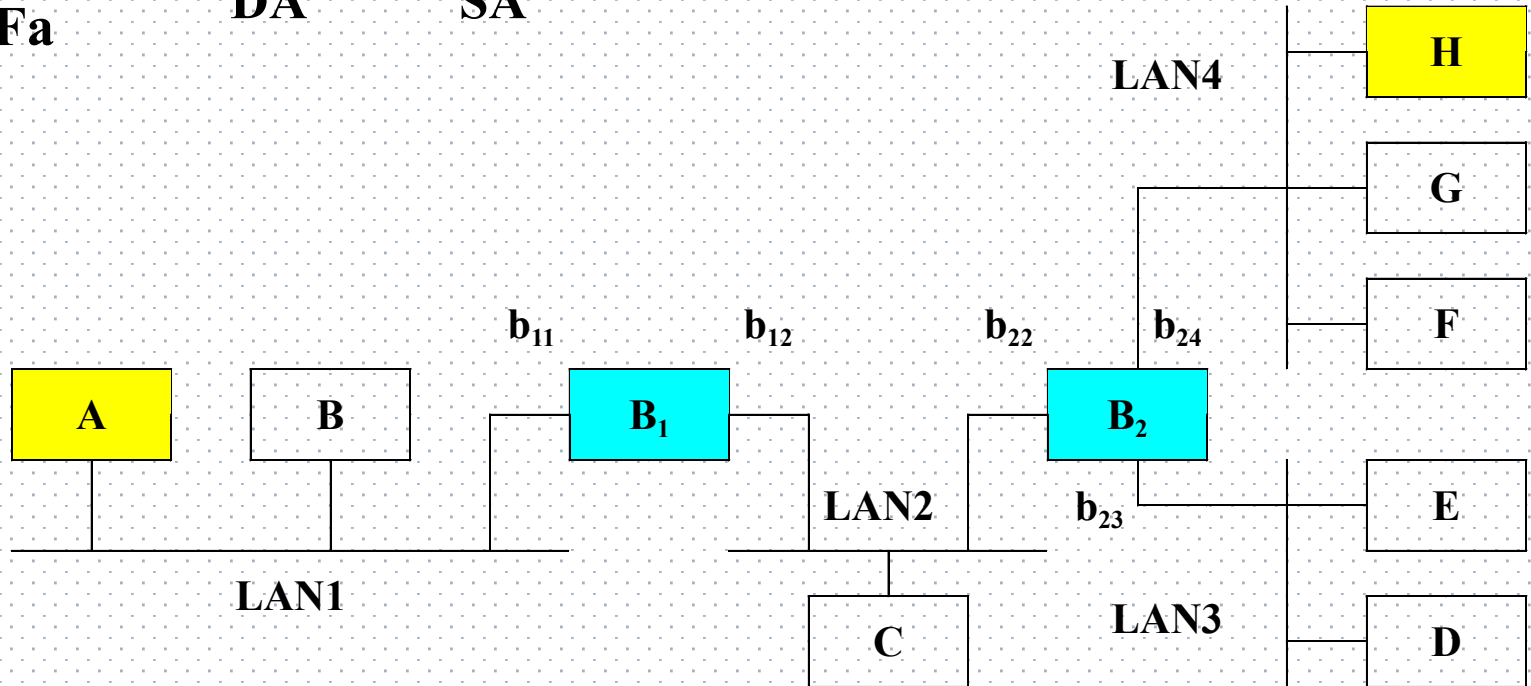 DA SA
Fa
H
LAN4
G
b₁₁ b₁₂ b₂₂ b₂₄ F
A B B₁ B₂
LAN2 b₂₃ E
LAN1
LAN3
C D